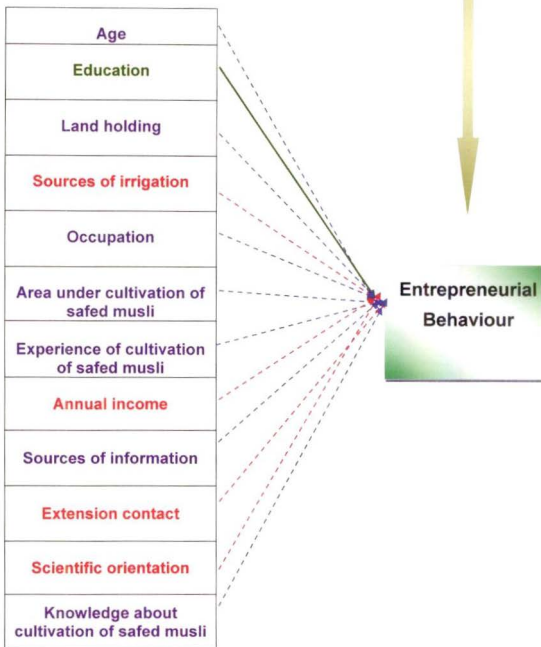 Age
Education
Land holding
Sources of irrigation
Occupation
Area under cultivation of
safed musli
Experience of cultivation
of safed musli
Annual income
Sources of information
Extension contact
Scientific orientation
Knowledge about
cultivation of safed musli
Entrepreneurial
Behaviour